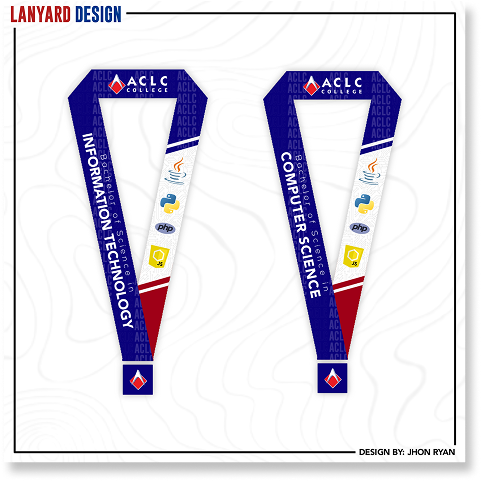 LANYARD DESIGN
ACLC
COLLEGE
Bachelor of Science in
INFORMATION TECHNOLOGY
php
JS
ACLC
COLLEGE
Bachelor of Science in
COMPUTER SCIENCE
php
JS
DESIGN BY: JHON RYAN